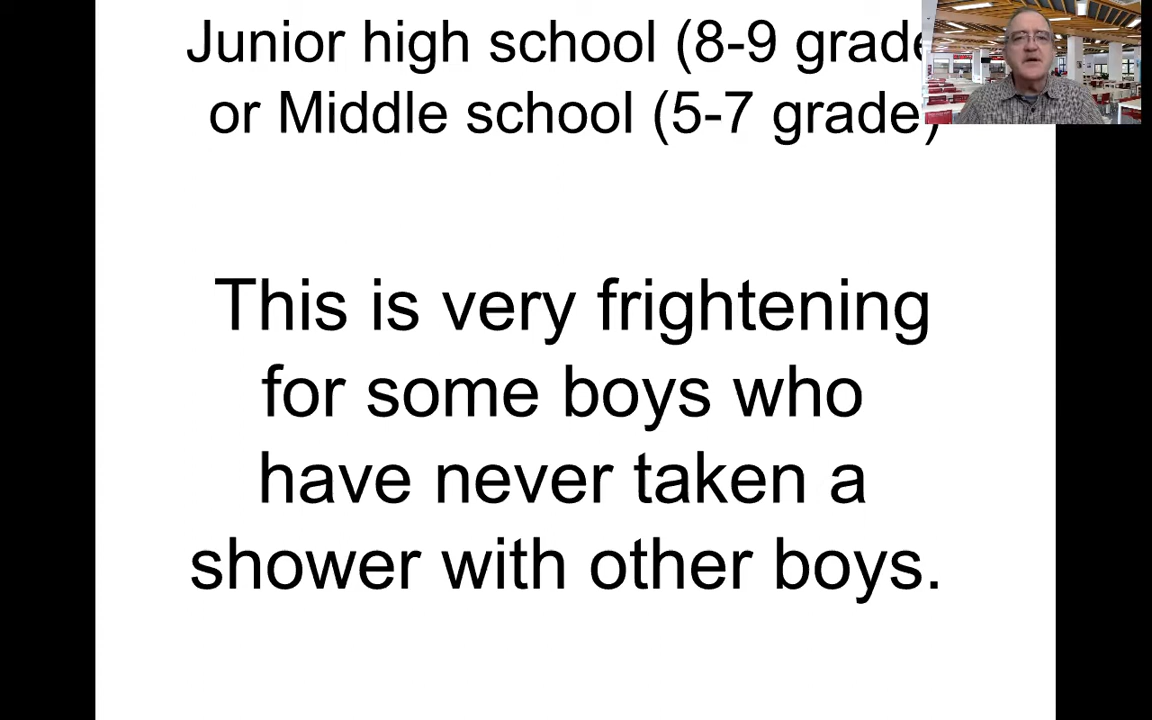 Junior high school (8-9 grade
or Middle school (5-7 grade)
This is very frightening
for some boys who
have never taken a
shower with other boys.